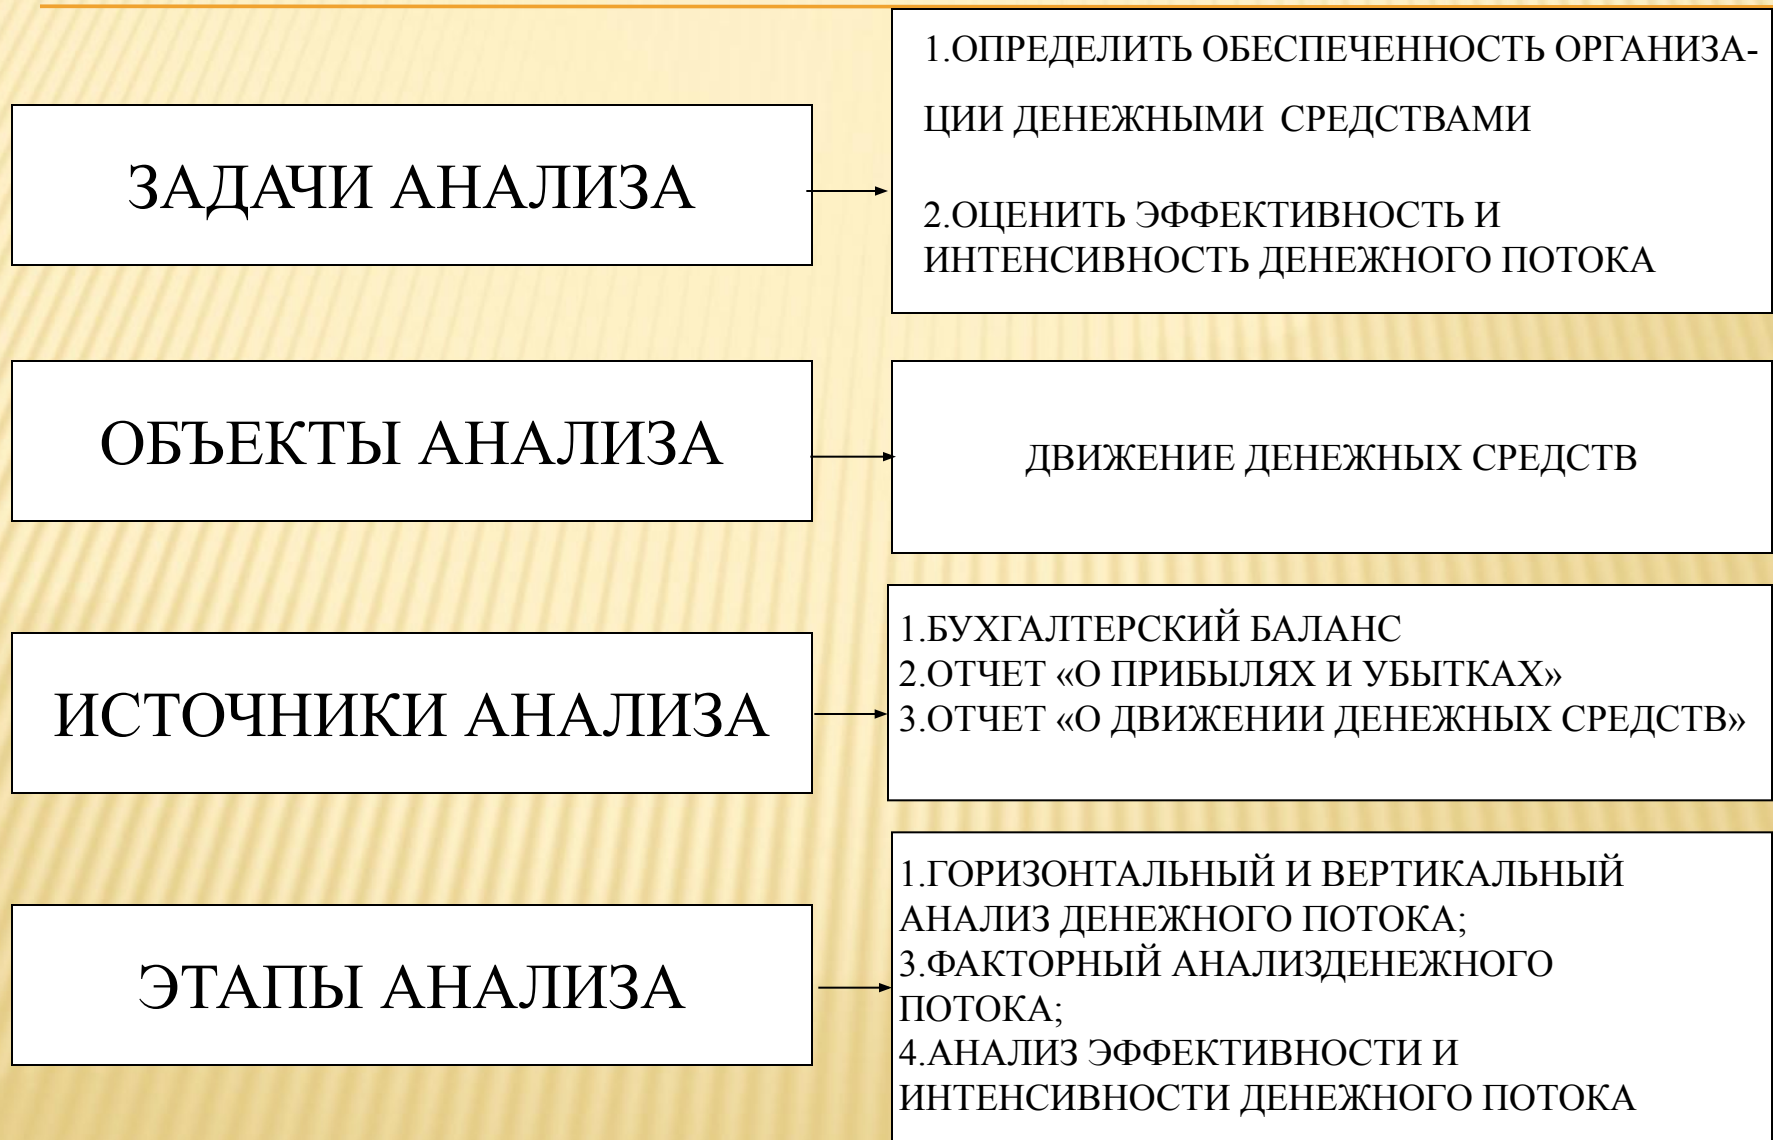 ЗАДАЧИ АНАЛИЗА
1.ОПРЕДЕЛИТЬ ОБЕСПЕЧЕННОСТЬ ОРГАНИЗА-
ЦИИ ДЕНЕЖНЫМИ СРЕДСТВАМИ
2.ОЦЕНИТЬ ЭФФЕКТИВНОСТЬ И
ИНТЕНСИВНОСТЬ ДЕНЕЖНОГО ПОТОКА
ОБЪЕКТЫ АНАЛИЗА
ДВИЖЕНИЕ ДЕНЕЖНЫХ СРЕДСТВ
ИСТОЧНИКИ АНАЛИЗА
1.БУХГАЛТЕРСКИЙ БАЛАНС
2.ОТЧЕТ «О ПРИБЫЛЯХ И УБЫТКАХ»
3.ОТЧЕТ «О ДВИЖЕНИИ ДЕНЕЖНЫХ СРЕДСТВ»
ЭТАПЫ АНАЛИЗА
1.ГОРИЗОНТАЛЬНЫЙ И ВЕРТИКАЛЬНЫЙ
АНАЛИЗ ДЕНЕЖНОГО ПОТОКА;
3.ФАКТОРНЫЙ АНАЛИЗДЕНЕЖНОГО
ПОТОКА;
4.АНАЛИЗ ЭФФЕКТИВНОСТИ И
ИНТЕНСИВНОСТИ ДЕНЕЖНОГО ПОТОКА